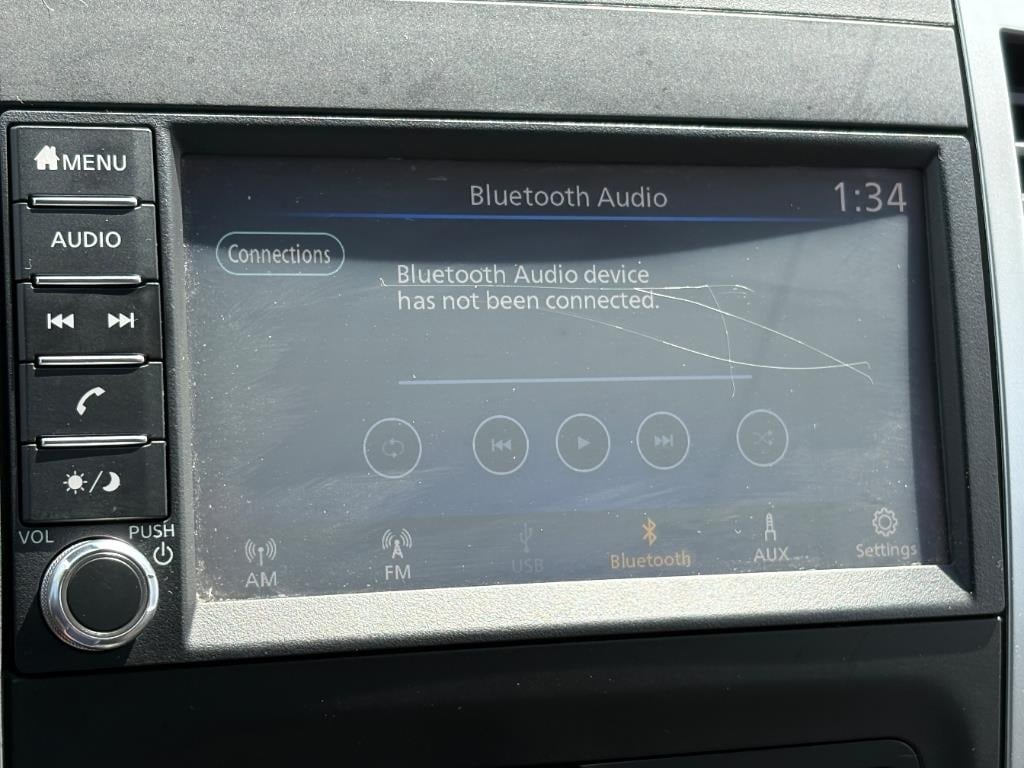 MENU
AUDIO
VOL
PUSH
Bluetooth Audio
1:34
Connections
Bluetooth Audio device
has not been connected.
AM
FM
USB
Bluetooth
AUX
Settings